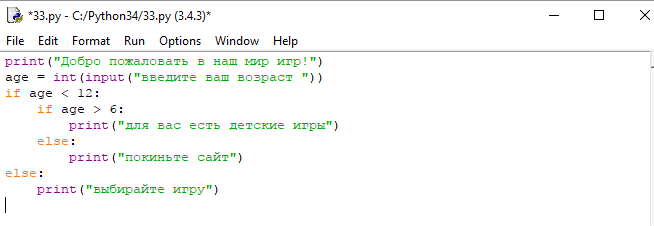 *33.py - C:/Python34/33.py (3.4.3)*
File Edit Format Run Options Window Help
print("Добро пожаловать в наш мир игр!")
age = int(input("введите ваш возраст "))
if age < 12:
    if age > 6:
        print("для вас есть детские игры")
    else:
        print("покиньте сайт")
else:
    print("выбирайте игру")